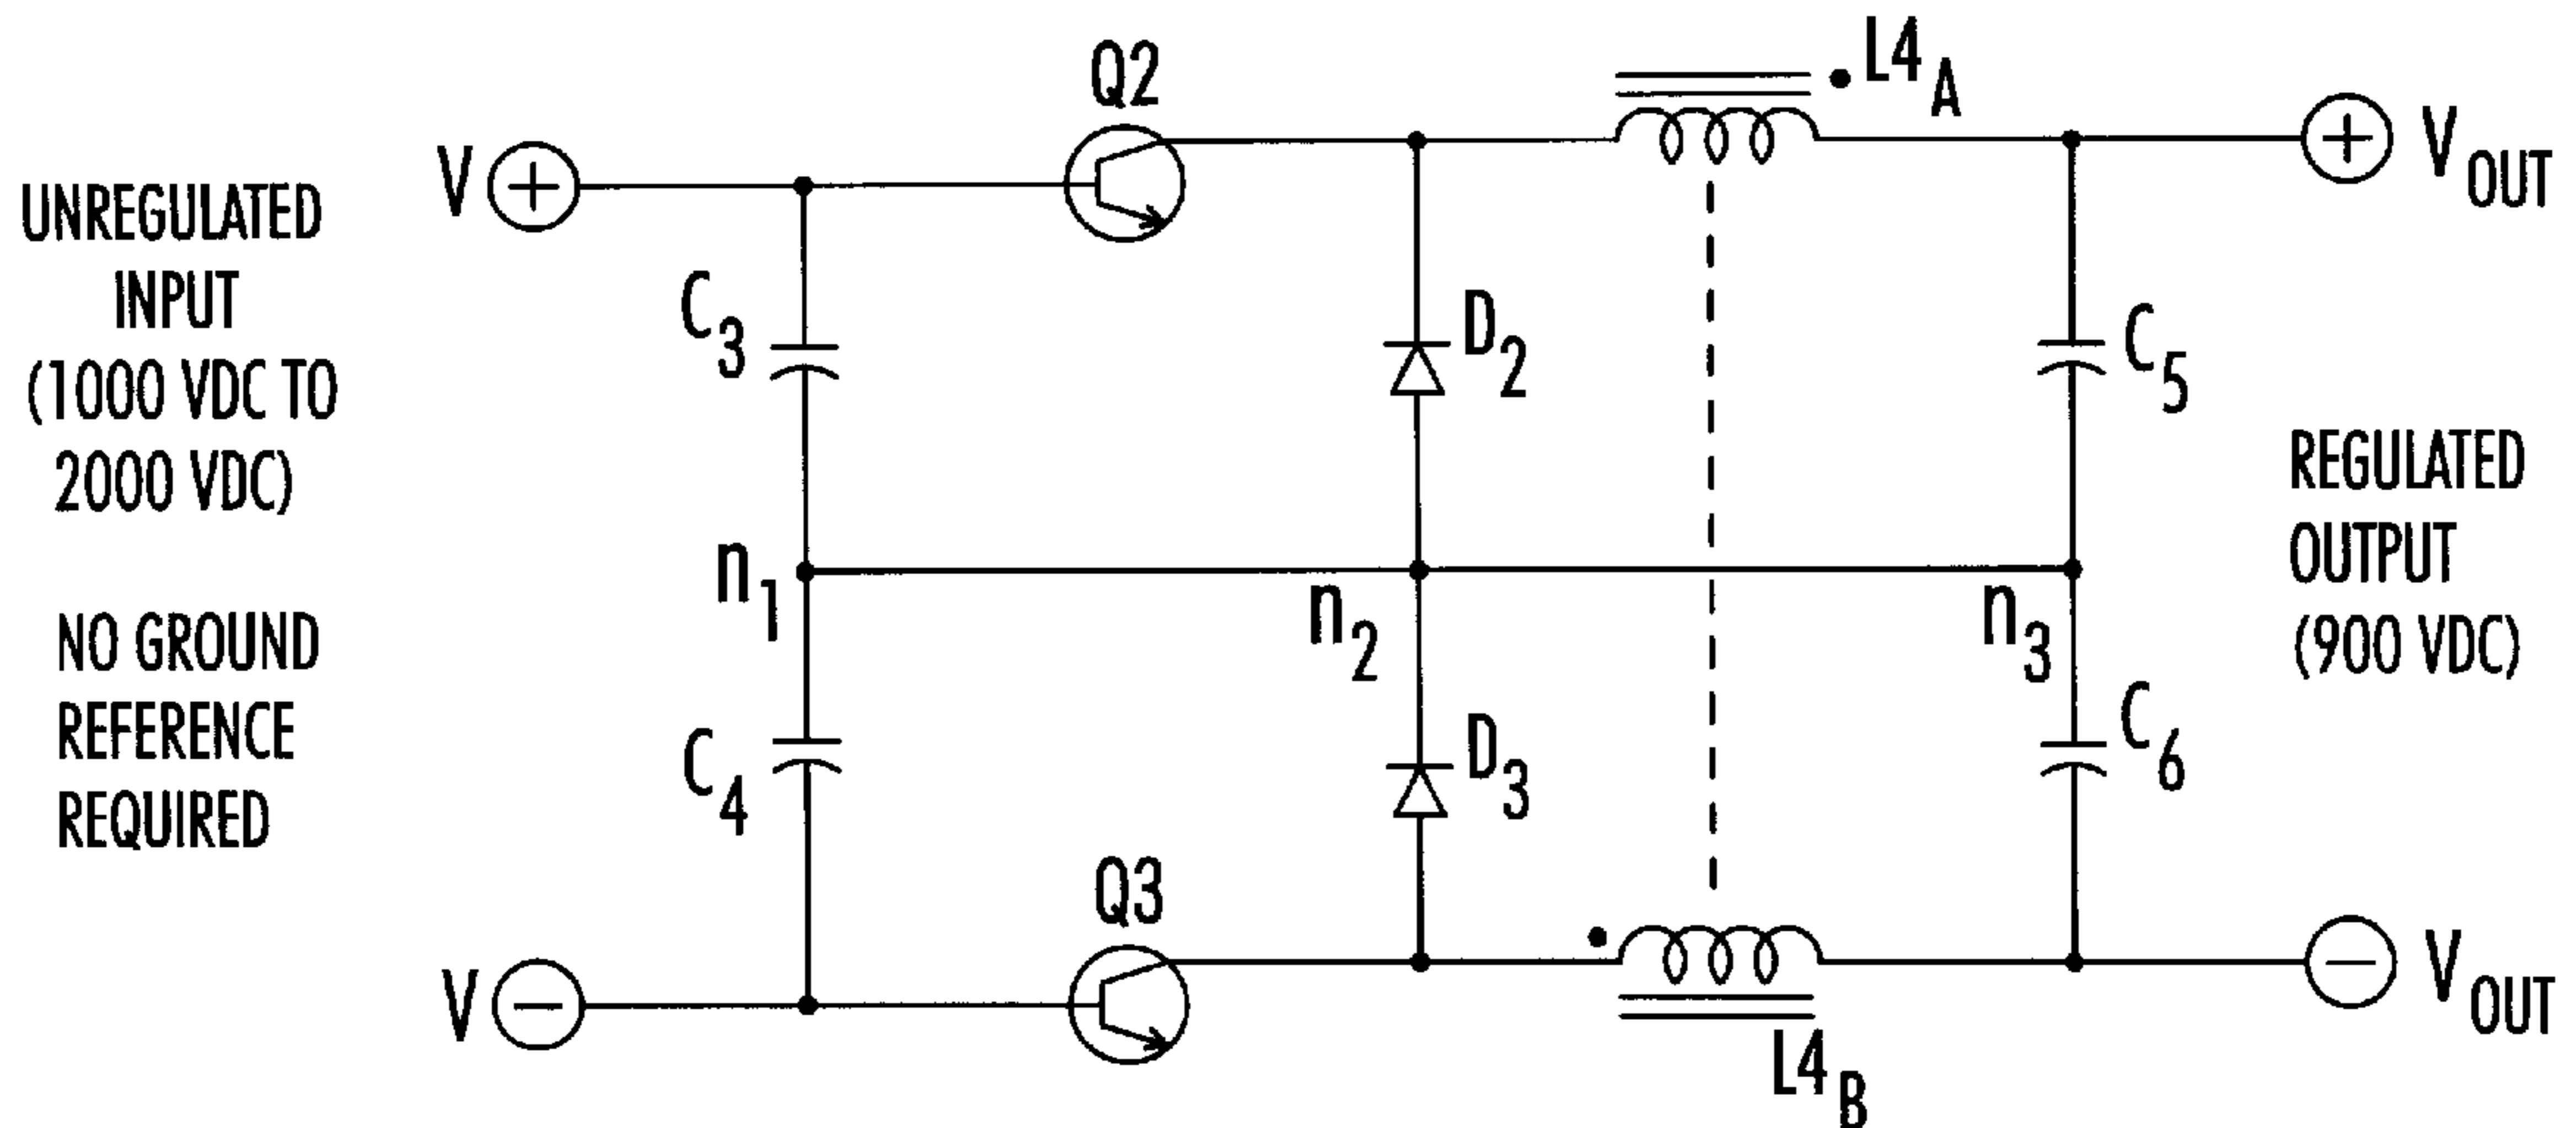 UNREGULATED
INPUT
(1000 VDC TO
2000 VDC)
NO GROUND
REFERENCE
REQUIRED
V +
Q2
L4A
+ VOUT
C3
D2
C5
n1
n2
n3
REGULATED
OUTPUT
(900 VDC)
C4
D3
C6
Q3
V −
L4B
− VOUT